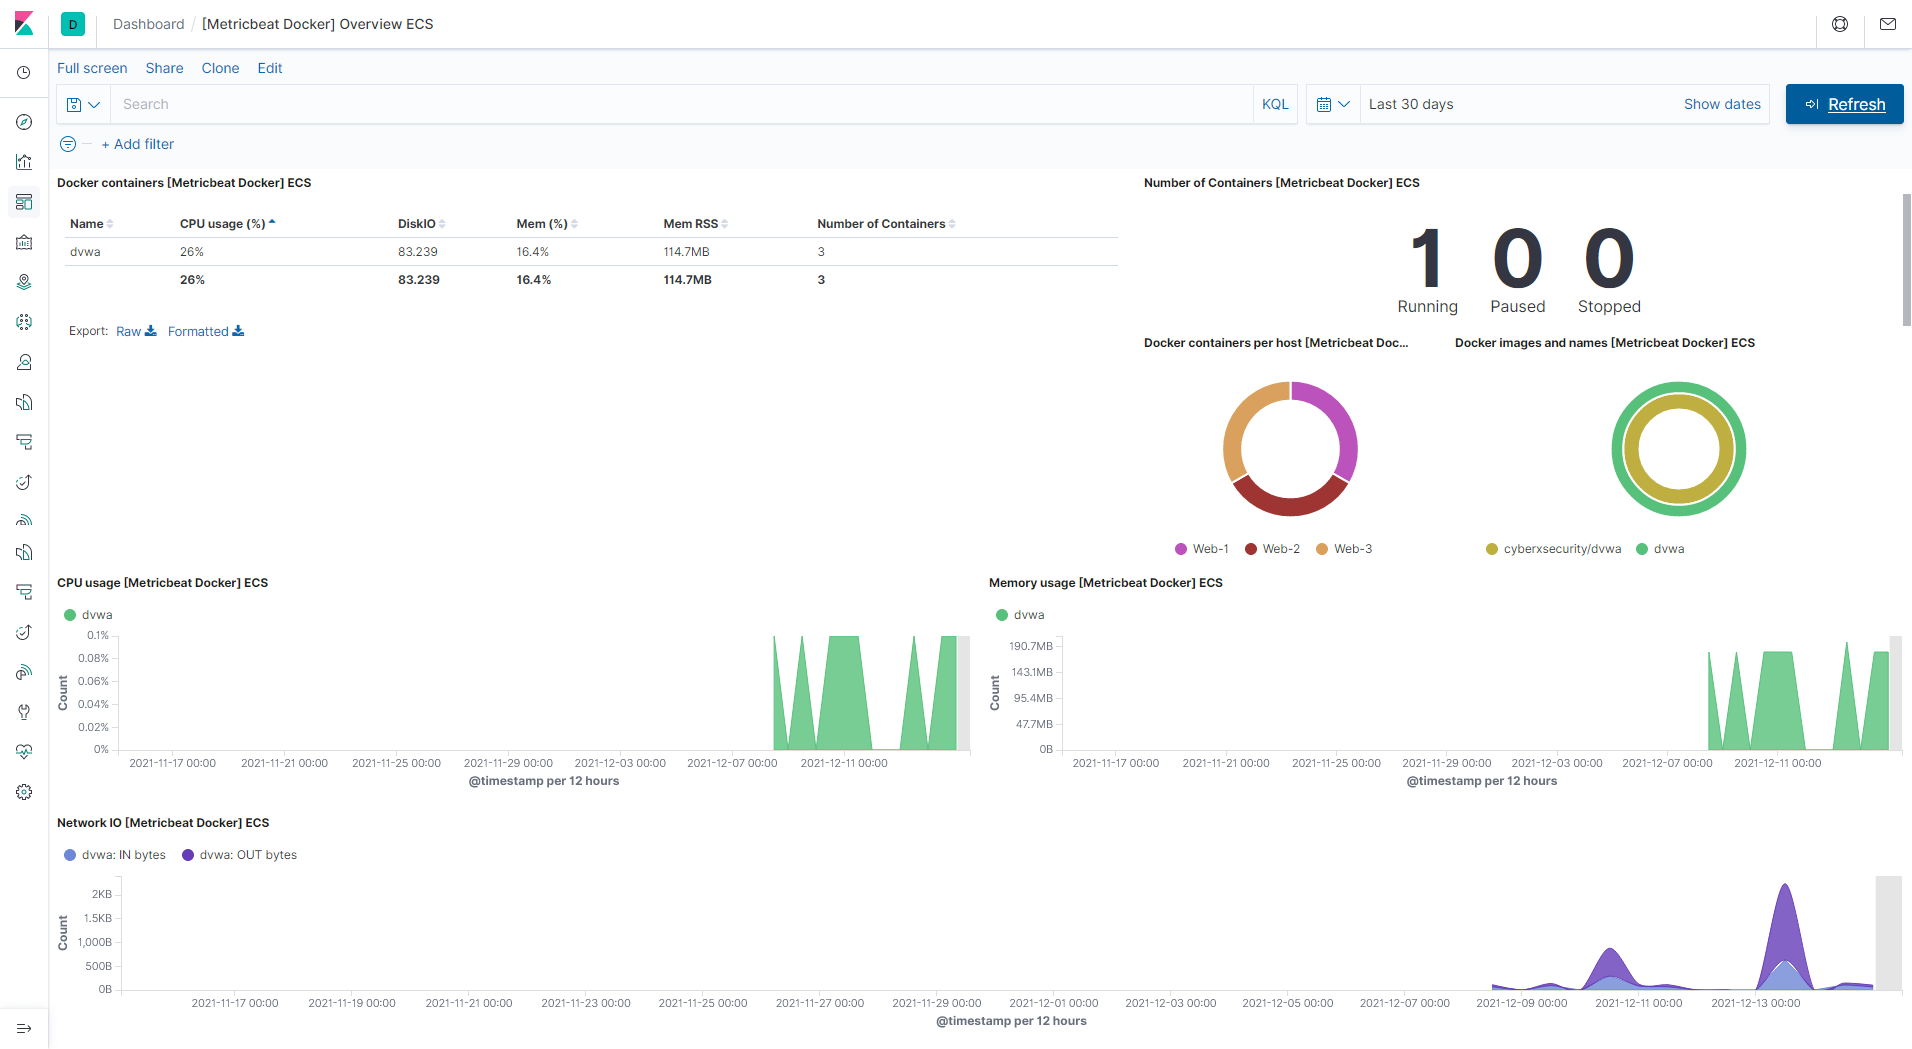 D Dashboard / [Metricbeat Docker] Overview ECS
Full screen Share Clone Edit
Search KQL Last 30 days Show dates Refresh
+ Add filter
Docker containers [Metricbeat Docker] ECS
Name CPU usage (%) DiskIO Mem (%) Mem RSS Number of Containers
dvwa 26% 83.239 16.4% 114.7MB 3
26% 83.239 16.4% 114.7MB 3
Export: Raw Formatted
Number of Containers [Metricbeat Docker] ECS
1 0 0
Running Paused Stopped
Docker containers per host [Metricbeat Doc...
Web-1 Web-2 Web-3
Docker images and names [Metricbeat Docker] ECS
cyberxsecurity/dvwa dvwa
CPU usage [Metricbeat Docker] ECS
dvwa
0.1%
0.08%
0.06%
0.04%
0.02%
0%
Count
2021-11-17 00:00 2021-11-21 00:00 2021-11-25 00:00 2021-11-29 00:00 2021-12-03 00:00 2021-12-07 00:00 2021-12-11 00:00
@timestamp per 12 hours
Memory usage [Metricbeat Docker] ECS
dvwa
190.7MB
143.1MB
95.4MB
47.7MB
0B
Count
2021-11-17 00:00 2021-11-21 00:00 2021-11-25 00:00 2021-11-29 00:00 2021-12-03 00:00 2021-12-07 00:00 2021-12-11 00:00
@timestamp per 12 hours
Network IO [Metricbeat Docker] ECS
dvwa: IN bytes dvwa: OUT bytes
2KB
1.5KB
1,000B
500B
0B
Count
2021-11-17 00:00 2021-11-19 00:00 2021-11-21 00:00 2021-11-23 00:00 2021-11-25 00:00 2021-11-27 00:00 2021-11-29 00:00 2021-12-01 00:00 2021-12-03 00:00 2021-12-05 00:00 2021-12-07 00:00 2021-12-09 00:00 2021-12-11 00:00 2021-12-13 00:00
@timestamp per 12 hours